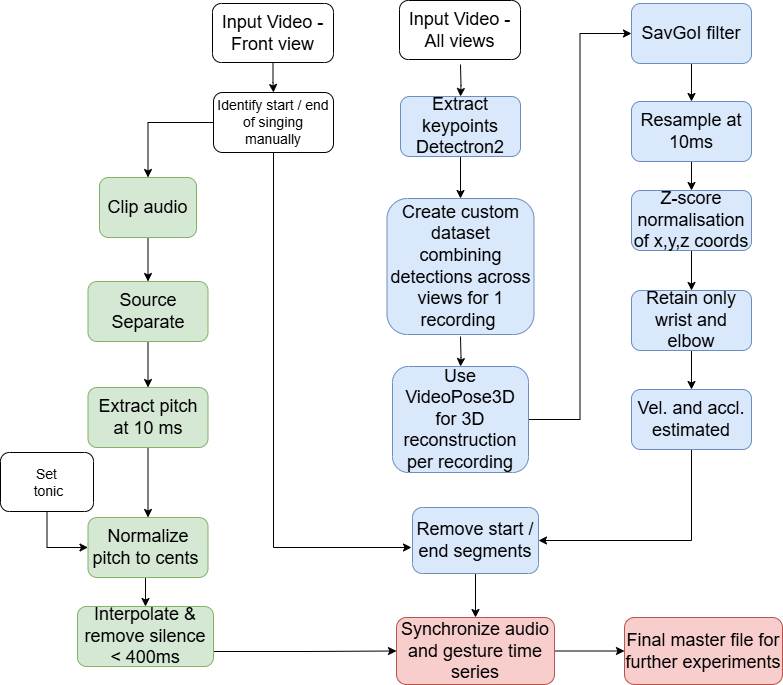 Input Video -
Front view
Input Video -
All views
SavGol filter
Identify start / end
of singing
manually
Extract
keypoints
Detectron2
Resample at
10ms
Clip audio
Create custom
dataset
combining
detections across
views for 1
recording
Z-score
normalisation
of x,y,z coords
Source
Separate
Retain only
wrist and
elbow
Extract pitch
at 10 ms
Use
VideoPose3D
for 3D
reconstruction
per recording
Vel. and accl.
estimated
Set
tonic
Normalize
pitch to cents
Remove start /
end segments
Interpolate &
remove silence
< 400ms
Synchronize audio
and gesture time
series
Final master file for
further experiments